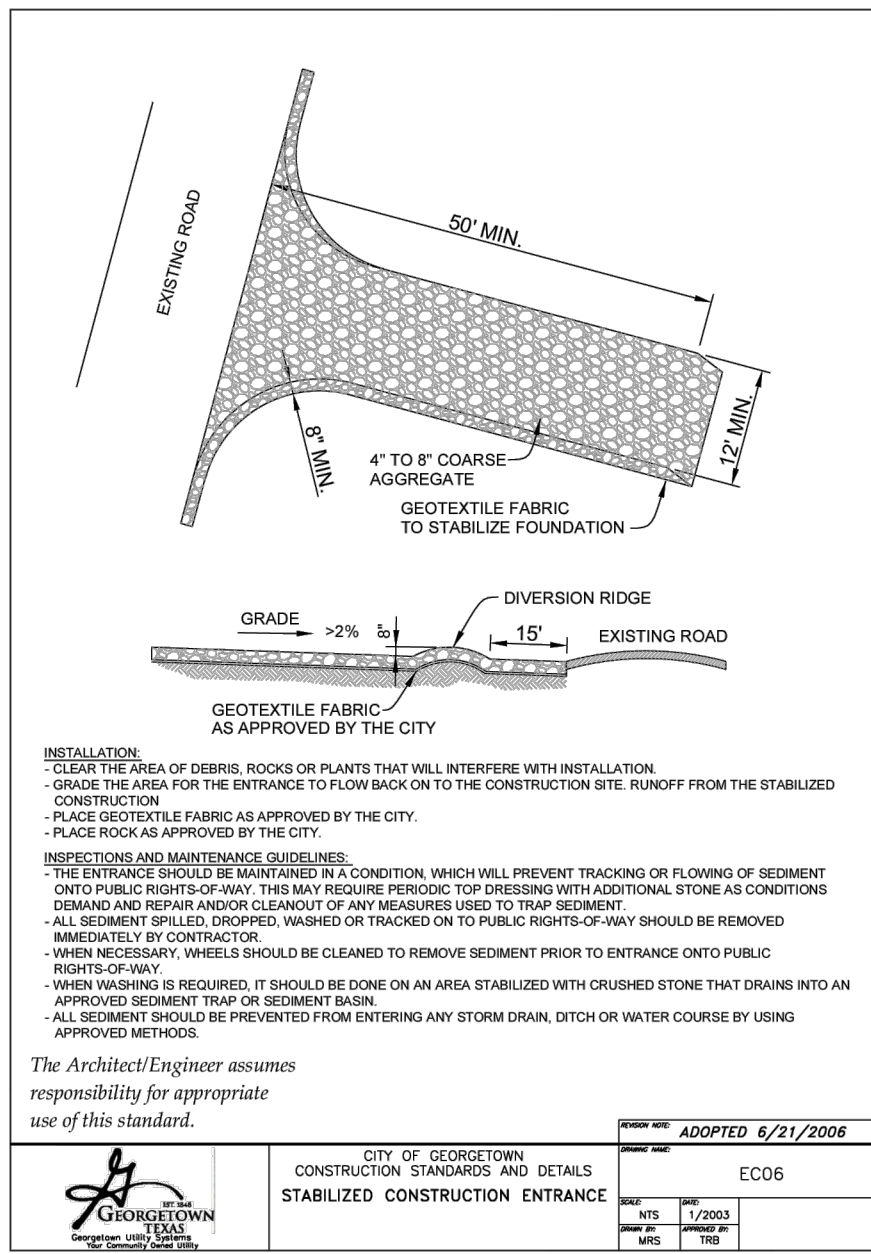 EXISTING ROAD
50' MIN.
12' MIN.
8" MIN.
4" TO 8" COARSE
AGGREGATE
GEOTEXTILE FABRIC
TO STABILIZE FOUNDATION
DIVERSION RIDGE
GRADE
>2%
8"
15'
EXISTING ROAD
GEOTEXTILE FABRIC
AS APPROVED BY THE CITY
INSTALLATION:
- CLEAR THE AREA OF DEBRIS, ROCKS OR PLANTS THAT WILL INTERFERE WITH INSTALLATION.
- GRADE THE AREA FOR THE ENTRANCE TO FLOW BACK ON TO THE CONSTRUCTION SITE. RUNOFF FROM THE STABILIZED
CONSTRUCTION
- PLACE GEOTEXTILE FABRIC AS APPROVED BY THE CITY.
- PLACE ROCK AS APPROVED BY THE CITY.
INSPECTIONS AND MAINTENANCE GUIDELINES:
- THE ENTRANCE SHOULD BE MAINTAINED IN A CONDITION, WHICH WILL PREVENT TRACKING OR FLOWING OF SEDIMENT
ONTO PUBLIC RIGHTS-OF-WAY. THIS MAY REQUIRE PERIODIC TOP DRESSING WITH ADDITIONAL STONE AS CONDITIONS
DEMAND AND REPAIR AND/OR CLEANOUT OF ANY MEASURES USED TO TRAP SEDIMENT.
- ALL SEDIMENT SPILLED, DROPPED, WASHED OR TRACKED ON TO PUBLIC RIGHTS-OF-WAY SHOULD BE REMOVED
IMMEDIATELY BY CONTRACTOR.
- WHEN NECESSARY, WHEELS SHOULD BE CLEANED TO REMOVE SEDIMENT PRIOR TO ENTRANCE ONTO PUBLIC
RIGHTS-OF-WAY.
- WHEN WASHING IS REQUIRED, IT SHOULD BE DONE ON AN AREA STABILIZED WITH CRUSHED STONE THAT DRAINS INTO AN
APPROVED SEDIMENT TRAP OR SEDIMENT BASIN.
- ALL SEDIMENT SHOULD BE PREVENTED FROM ENTERING ANY STORM DRAIN, DITCH OR WATER COURSE BY USING
APPROVED METHODS.
The Architect/Engineer assumes
responsibility for appropriate
use of this standard.
REVISION NOTE: ADOPTED 6/21/2006
G
EST. 1848
GEORGETOWN
TEXAS
Georgetown Utility Systems
Your Community Owned Utility
CITY OF GEORGETOWN
CONSTRUCTION STANDARDS AND DETAILS
STABILIZED CONSTRUCTION ENTRANCE
DRAWING NAME:
EC06
SCALE: NTS
DATE: 1/2003
DRAWN BY: MRS
APPROVED BY: TRB